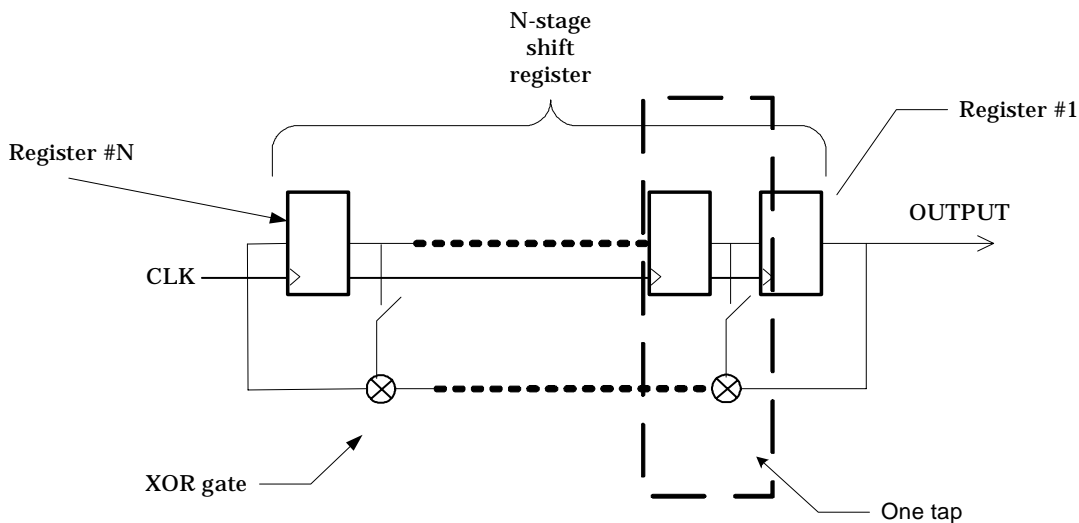 N-stage
shift
register
Register #1
Register #N
OUTPUT
CLK
XOR gate
One tap